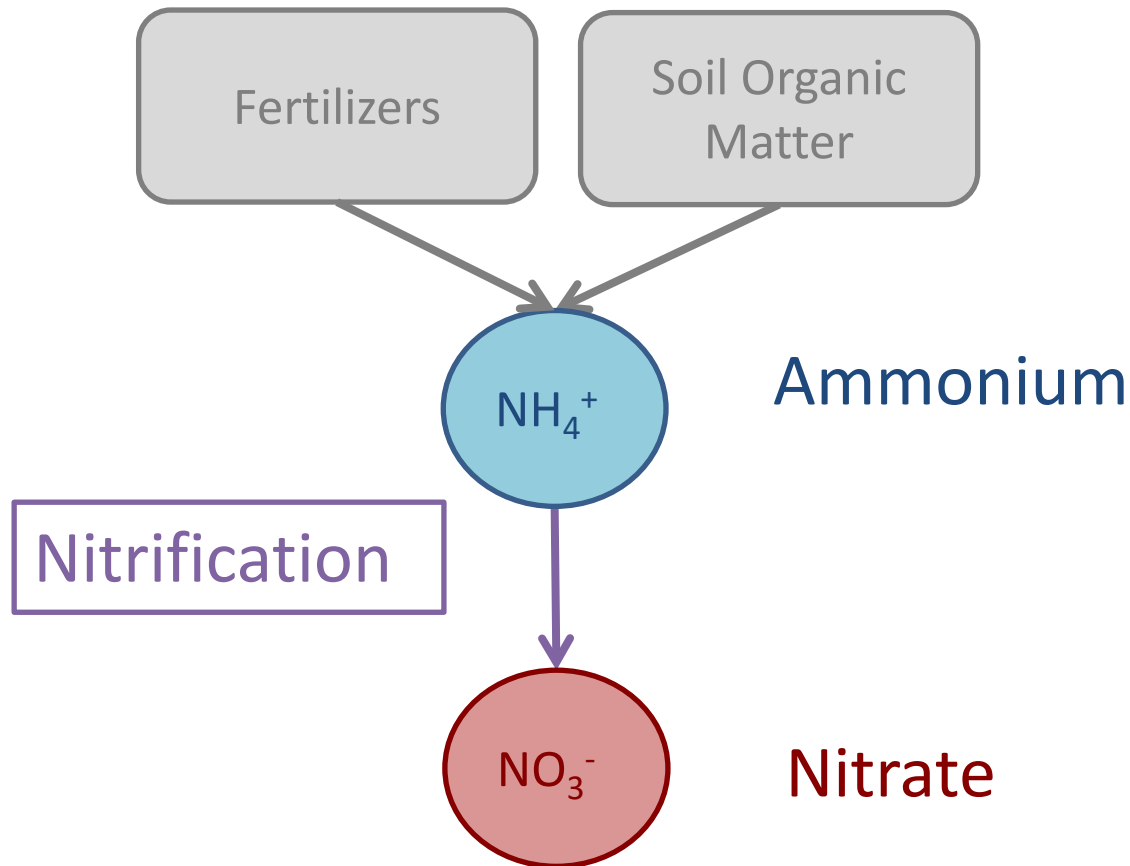 Fertilizers
Soil Organic
Matter
NH₄⁺
Ammonium
Nitrification
NO₃⁻
Nitrate